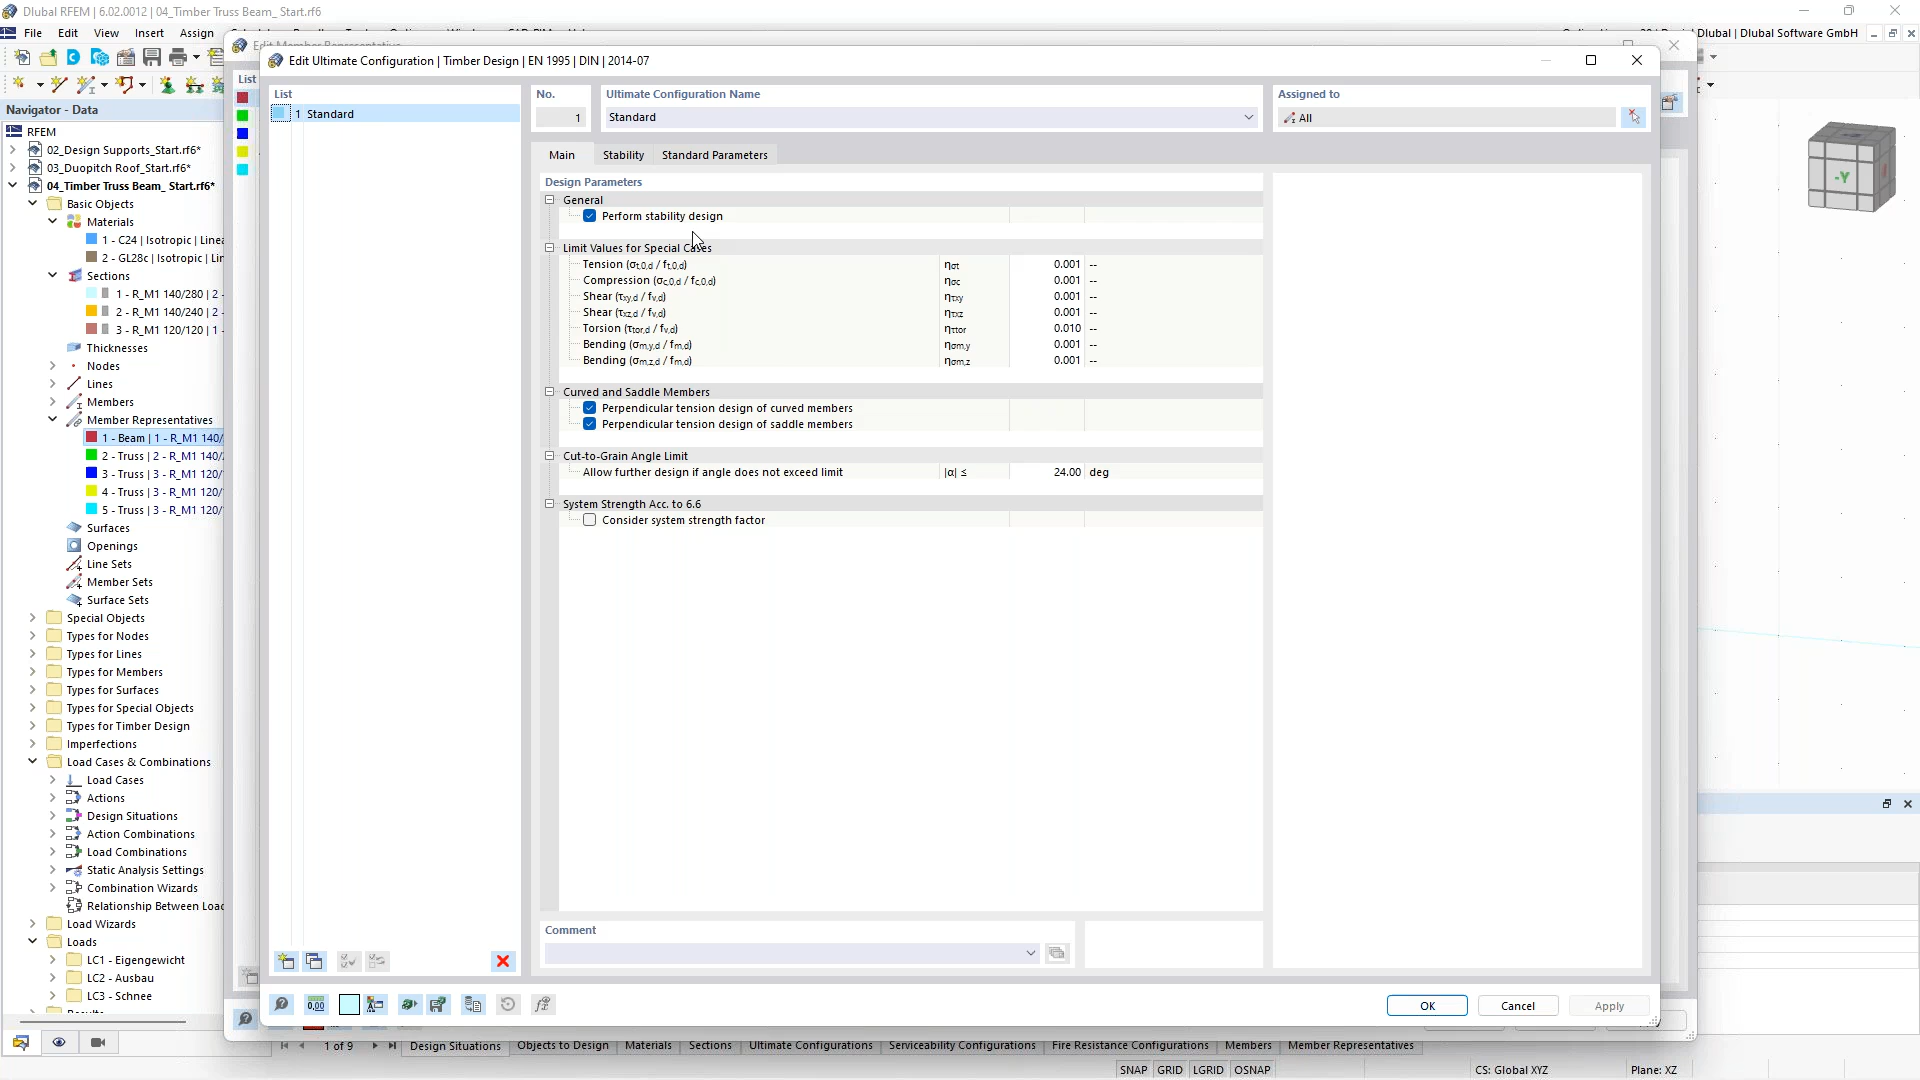 Dlubal RFEM | 6.02.0012 | 04_Timber Truss Beam_ Start.rf6*
File Edit View Insert Assign
Dlubal | Dlubal Software GmbH
Navigator - Data
RFEM
02_Design Supports_Start.rf6*
03_Duopitch Roof_Start.rf6*
04_Timber Truss Beam_ Start.rf6*
Basic Objects
Materials
1 - C24 | Isotropic | Linea
2 - GL28c | Isotropic | Lin
Sections
1 - R_M1 140/280 | 2 -
2 - R_M1 140/240 | 2 -
3 - R_M1 120/120 | 1 -
Thicknesses
Nodes
Lines
Members
Member Representatives
1 - Beam | 1 - R_M1 140/
2 - Truss | 2 - R_M1 140/
3 - Truss | 3 - R_M1 120/
4 - Truss | 3 - R_M1 120/
5 - Truss | 3 - R_M1 120/
Surfaces
Openings
Line Sets
Member Sets
Surface Sets
Special Objects
Types for Nodes
Types for Lines
Types for Members
Types for Surfaces
Types for Special Objects
Types for Timber Design
Imperfections
Load Cases & Combinations
Load Cases
Actions
Design Situations
Action Combinations
Load Combinations
Static Analysis Settings
Combination Wizards
Relationship Between Load
Load Wizards
Loads
LC1 - Eigengewicht
LC2 - Ausbau
LC3 - Schnee
List
Edit Ultimate Configuration | Timber Design | EN 1995 | DIN | 2014-07
List
1 Standard
No.
1
Ultimate Configuration Name
Standard
Assigned to
All
Main Stability Standard Parameters
Design Parameters
General
Perform stability design
Limit Values for Special Cases
Tension (σt,0,d / ft,0,d) ησt 0.001 --
Compression (σc,0,d / fc,0,d) ησc 0.001 --
Shear (τxy,d / fv,d) ητxy 0.001 --
Shear (τxz,d / fv,d) ητxz 0.001 --
Torsion (τtor,d / fv,d) ητtor 0.010 --
Bending (σm,y,d / fm,d) ησm,y 0.001 --
Bending (σm,z,d / fm,d) ησm,z 0.001 --
Curved and Saddle Members
Perpendicular tension design of curved members
Perpendicular tension design of saddle members
Cut-to-Grain Angle Limit
Allow further design if angle does not exceed limit |α| ≤ 24.00 deg
System Strength Acc. to 6.6
Consider system strength factor
Comment
OK Cancel Apply
-Y
1 of 9 Design Situations Objects to Design Materials Sections Ultimate Configurations Serviceability Configurations Fire Resistance Configurations Members Member Representatives
SNAP GRID LGRID OSNAP CS: Global XYZ Plane: XZ